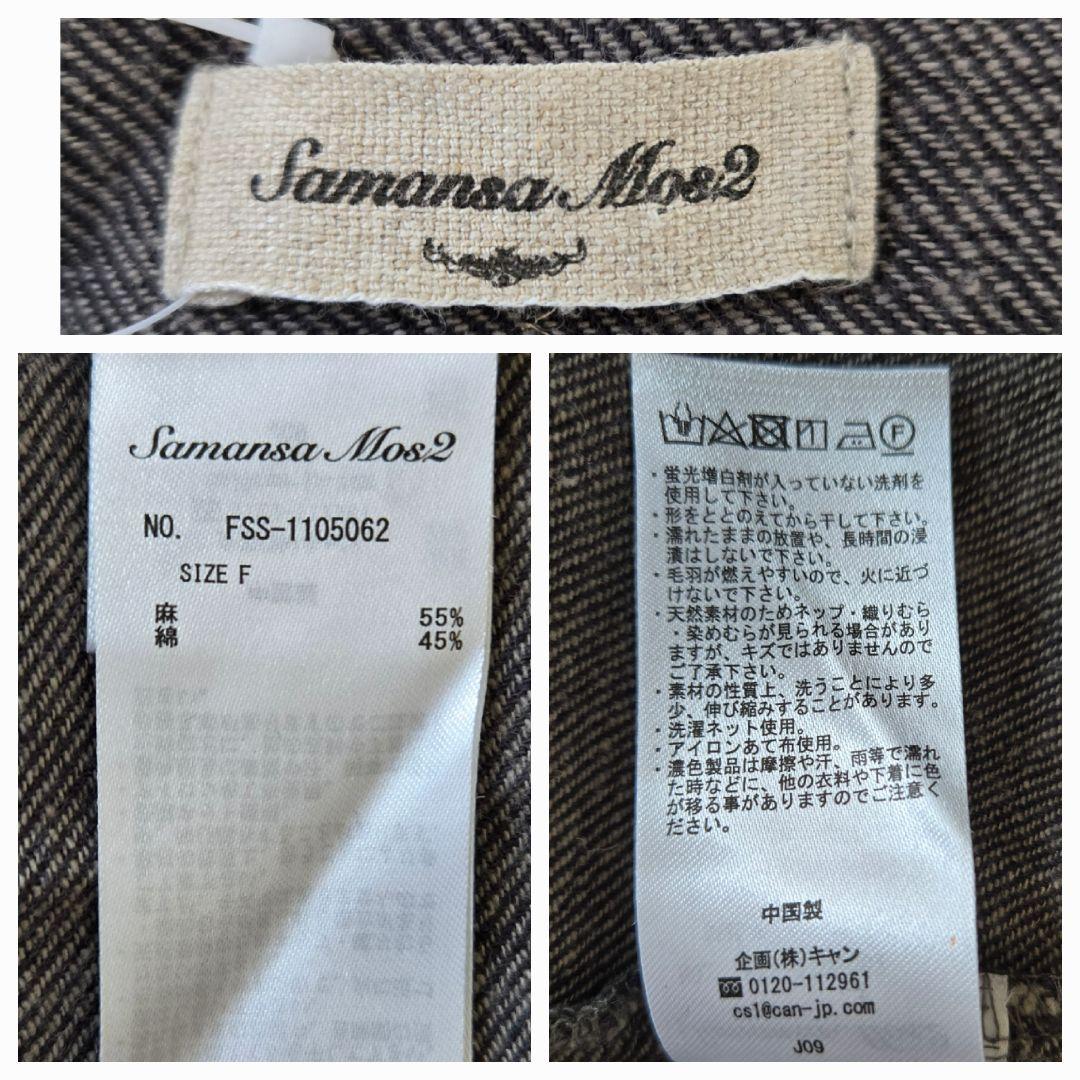 Samansa Mos2
Samansa Mos2
NO. FSS-1105062
SIZE F
麻 55%
綿 45%
F
・蛍光増白剤が入っていない洗剤を
使用して下さい。
・形をととのえてから干して下さい。
・濡れたままの放置や、長時間の浸
漬はしないで下さい。
・毛羽が燃えやすいので、火に近づ
けないで下さい。
・天然素材のためネップ・織りむら
・染めむらが見られる場合があり
ますが、キズではありませんので
ご了承下さい。
・素材の性質上、洗うことにより多
少、伸び縮みすることがあります。
・洗濯ネット使用。
・アイロンあて布使用。
・濃色製品は摩擦や汗、雨等で濡れ
た時などに、他の衣料や下着に色
が移る事がありますのでご注意く
ださい。
中国製
企画(株)キャン
0120-112961
cs1@can-jp.com
J09